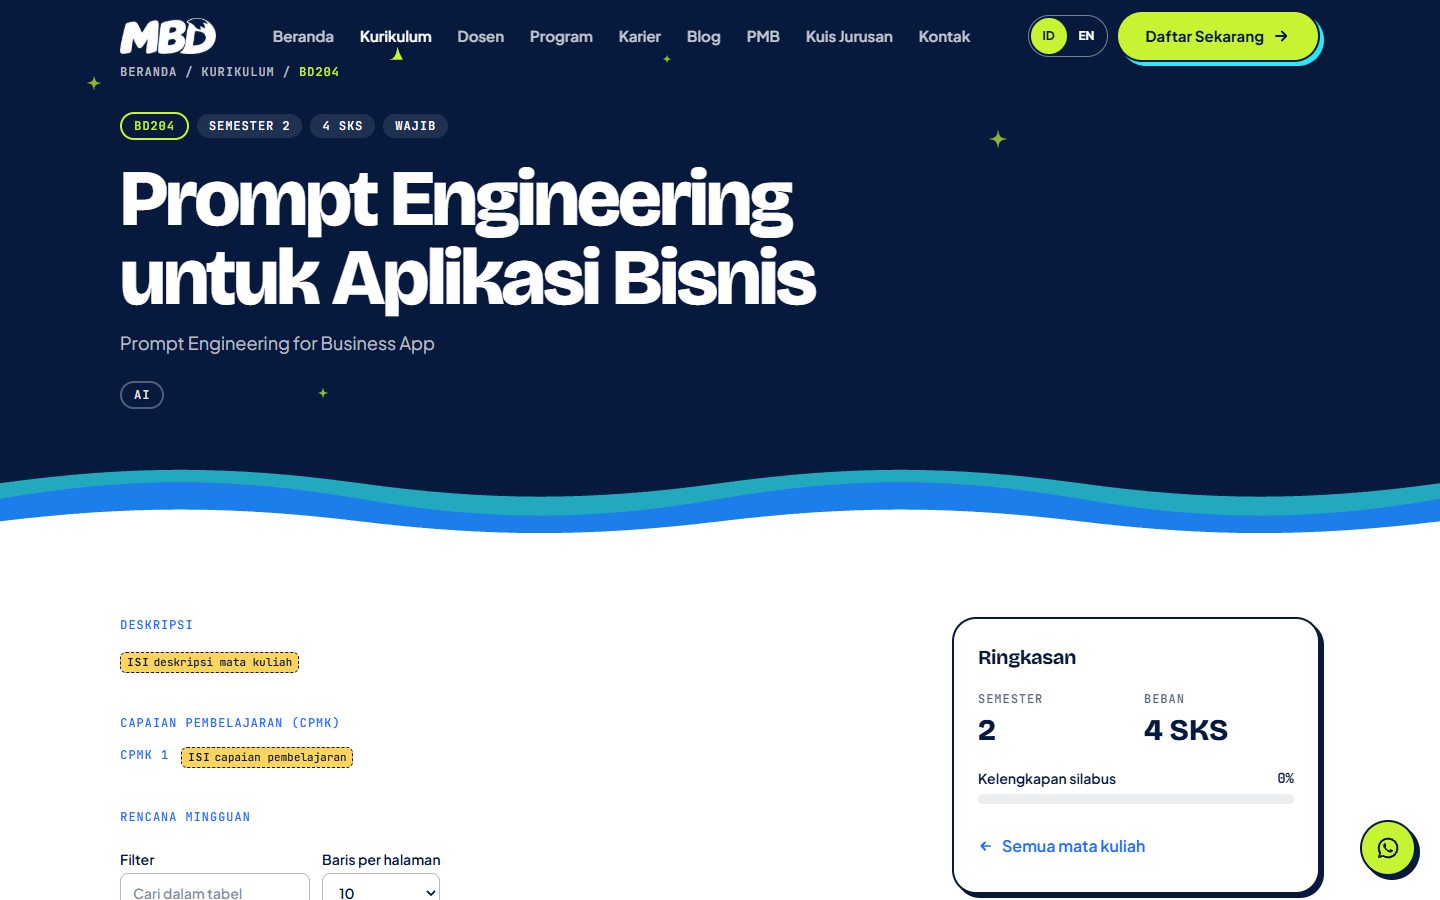 MBD
Beranda
Kurikulum
Dosen
Program
Karier
Blog
PMB
Kuis Jurusan
Kontak
ID
EN
Daftar Sekarang →
BERANDA / KURIKULUM / BD204
BD204
SEMESTER 2
4 SKS
WAJIB
Prompt Engineering
untuk Aplikasi Bisnis
Prompt Engineering for Business App
AI
DESKRIPSI
ISI deskripsi mata kuliah
CAPAIAN PEMBELAJARAN (CPMK)
CPMK 1 ISI capaian pembelajaran
RENCANA MINGGUAN
Filter
Cari dalam tabel
Baris per halaman
10
Ringkasan
SEMESTER
2
BEBAN
4 SKS
Kelengkapan silabus 0%
← Semua mata kuliah